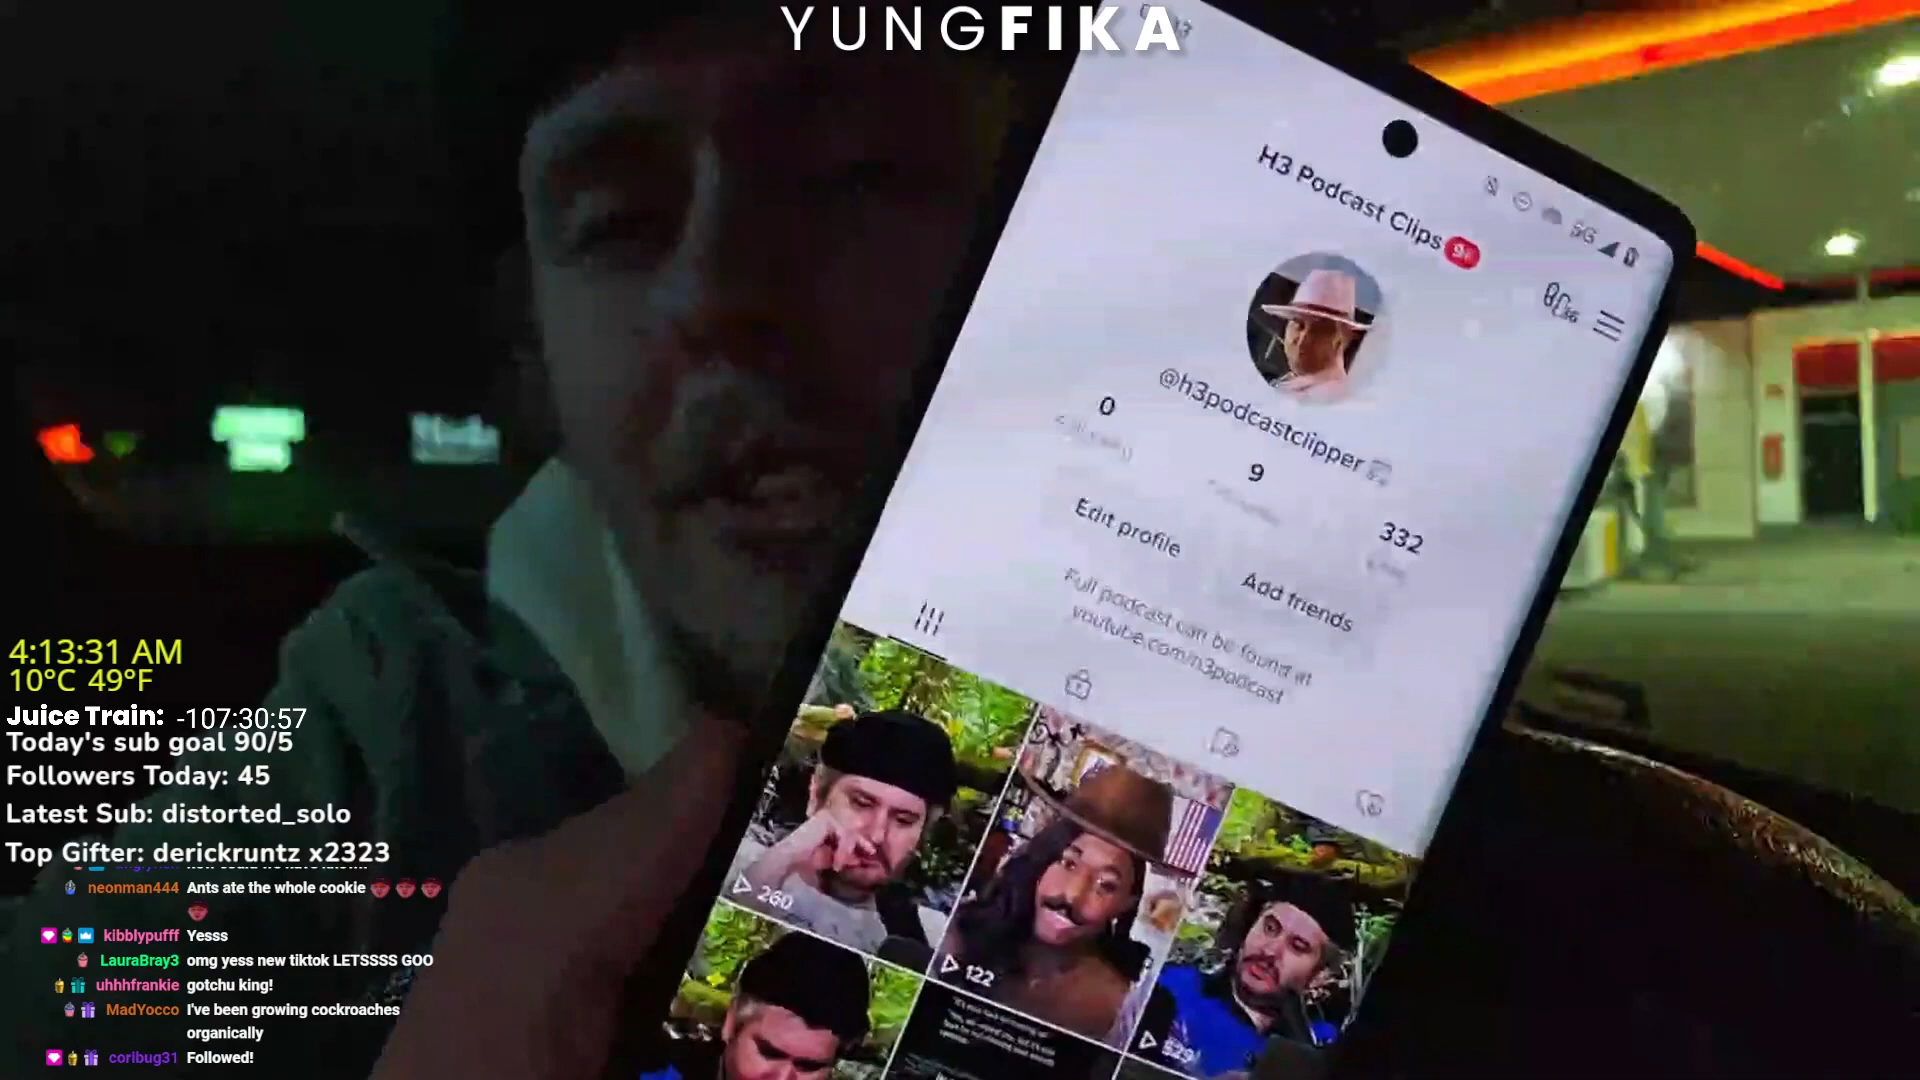 YUNGFIKA
H3 Podcast Clips
5G
@h3podcastclipper
0
9
332
Edit profile
Add friends
Full podcast can be found at
youtube.com/h3podcast
260
122
529
4:13:31 AM
10°C 49°F
Juice Train: -107:30:57
Today's sub goal 90/5
Followers Today: 45
Latest Sub: distorted_solo
Top Gifter: derickruntz x2323
neonman444 Ants ate the whole cookie
kibblypufff Yesss
LauraBray3 omg yess new tiktok LETSSSS GOO
uhhhfrankie gotchu king!
MadYocco I've been growing cockroaches
organically
coribug31 Followed!